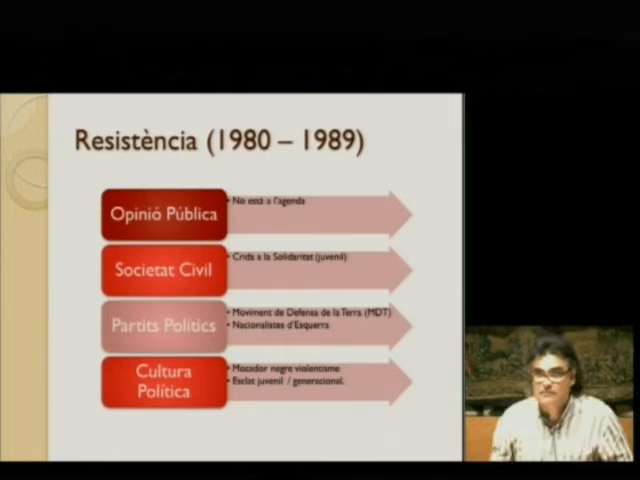 Resistència (1980 – 1989)
Opinió Pública
• No està a l'agenda
Societat Civil
• Crida a la Solidaritat (juvenil)
Partits Polítics
• Moviment de Defensa de la Terra (MDT)
• Nacionalistes d'Esquerra
Cultura
Política
• Mocador negre violentisme
• Esclat juvenil / generacional.